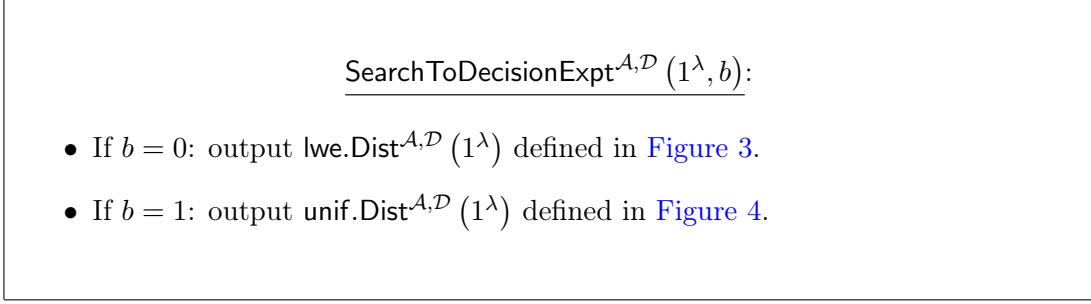 SearchToDecisionExpt^{𝒜,𝒟} (1^λ, b):
• If b = 0: output lwe.Dist^{𝒜,𝒟} (1^λ) defined in Figure 3.
• If b = 1: output unif.Dist^{𝒜,𝒟} (1^λ) defined in Figure 4.